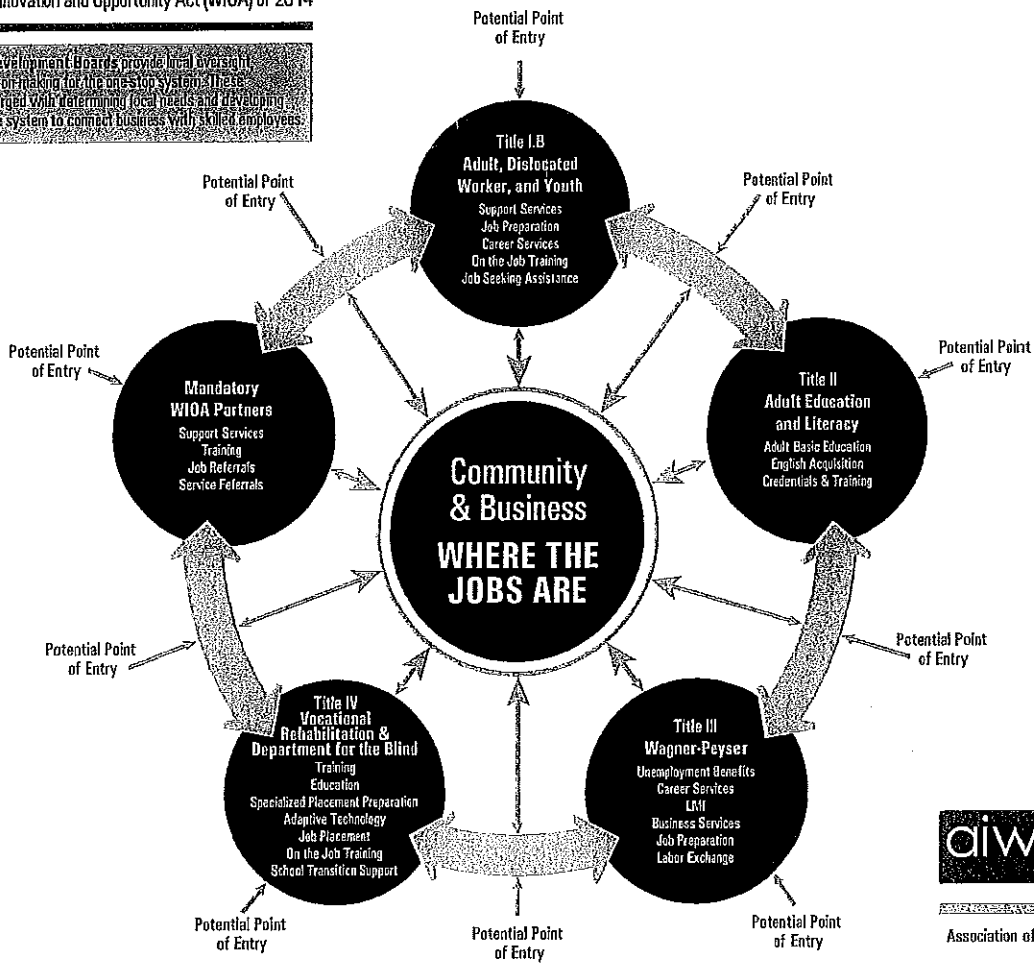 nnovation and Opportunity Act (WIOA) of 2014
velopment Boards provide local oversight
on-making for the one-stop system. These
rged with determining local needs and developing
e system to connect business with skilled employees.
Potential Point
of Entry
Title I.B
Adult, Dislocated
Worker, and Youth
Support Services
Job Preparation
Career Services
On the Job Training
Job Seeking Assistance
Potential Point
of Entry
Potential Point
of Entry
Potential Point
of Entry
Mandatory
WIOA Partners
Support Services
Training
Job Referrals
Service Referrals
Title II
Adult Education
and Literacy
Adult Basic Education
English Acquisition
Credentials & Training
Potential Point
of Entry
Community
& Business
WHERE THE
JOBS ARE
Potential Point
of Entry
Potential Point
of Entry
Title IV
Vocational
Rehabilitation &
Department for the Blind
Training
Education
Specialized Placement Preparation
Adaptive Technology
Job Placement
On the Job Training
School Transition Support
Title III
Wagner-Peyser
Unemployment Benefits
Career Services
LMI
Business Services
Job Preparation
Labor Exchange
Potential Point
of Entry
Potential Point
of Entry
Potential Point
of Entry
aiw
Association of